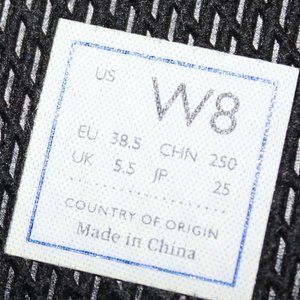 US W8
EU 38.5 CHN 250
UK 5.5 JP 25
COUNTRY OF ORIGIN
Made in China